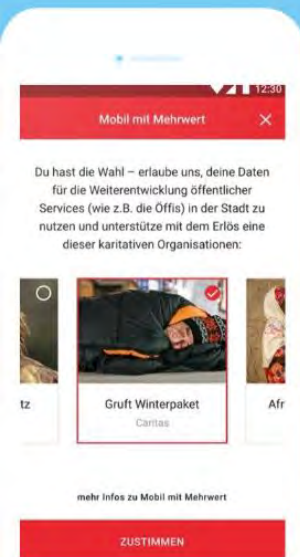 12:30
Mobil mit Mehrwert
Du hast die Wahl – erlaube uns, deine Daten
für die Weiterentwicklung öffentlicher
Services (wie z.B. die Öffis) in der Stadt zu
nutzen und unterstütze mit dem Erlös eine
dieser karitativen Organisationen:
tz
Gruft Winterpaket
Afr
Caritas
mehr Infos zu Mobil mit Mehrwert
ZUSTIMMEN